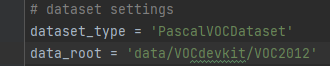 # dataset settings
dataset_type = 'PascalVOCDataset'
data_root = 'data/VOCdevkit/VOC2012'